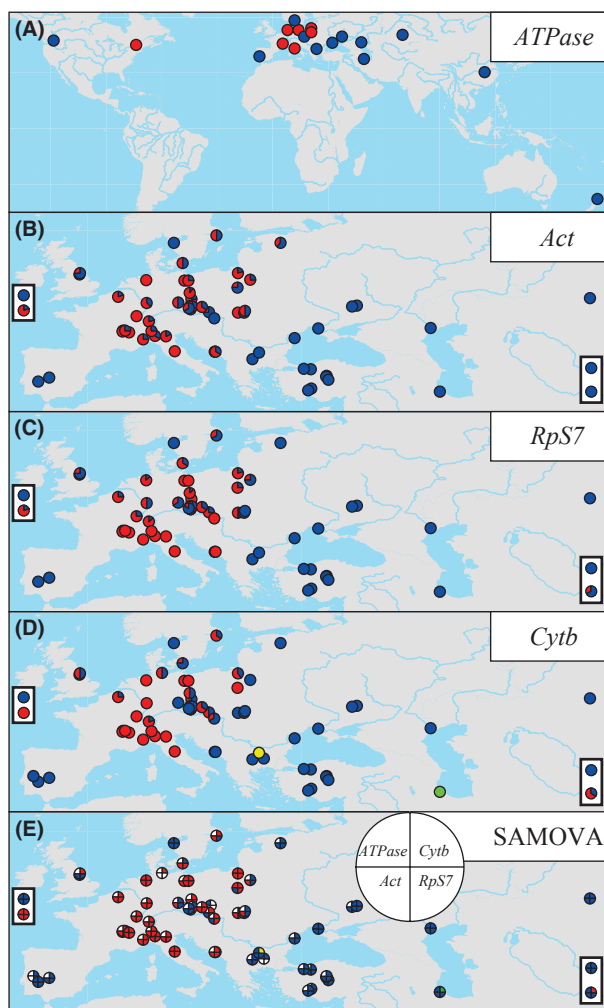 (A)
ATPase
(B)
Act
(C)
RpS7
(D)
Cytb
(E)
SAMOVA
ATPase Cytb
Act RpS7